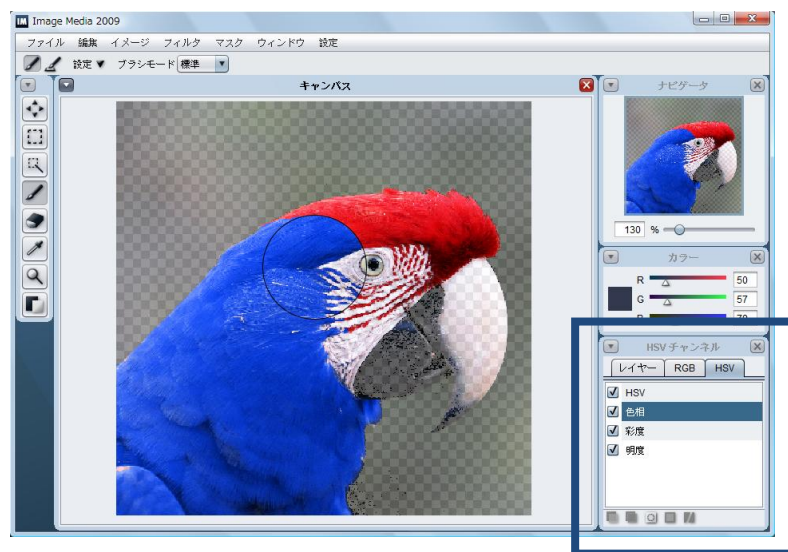 Image Media 2009
ファイル 編集 イメージ フィルタ マスク ウィンドウ 設定
設定 ▼ ブラシモード 標準
キャンバス
ナビゲータ
130 %
カラー
R 50
G 57
HSVチャンネル
レイヤー RGB HSV
HSV
色相
彩度
明度